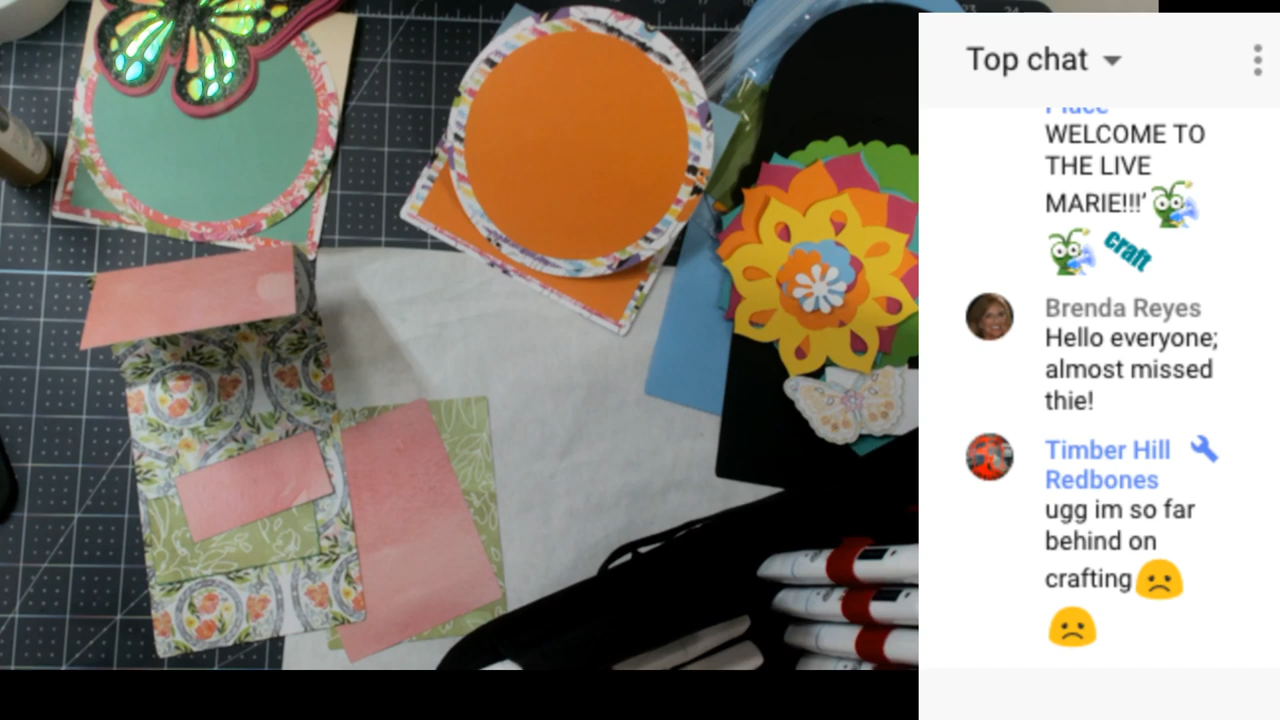 Top chat
Place
WELCOME TO
THE LIVE
MARIE!!!’
craft
Brenda Reyes
Hello everyone;
almost missed
thie!
Timber Hill
Redbones
ugg im so far
behind on
crafting